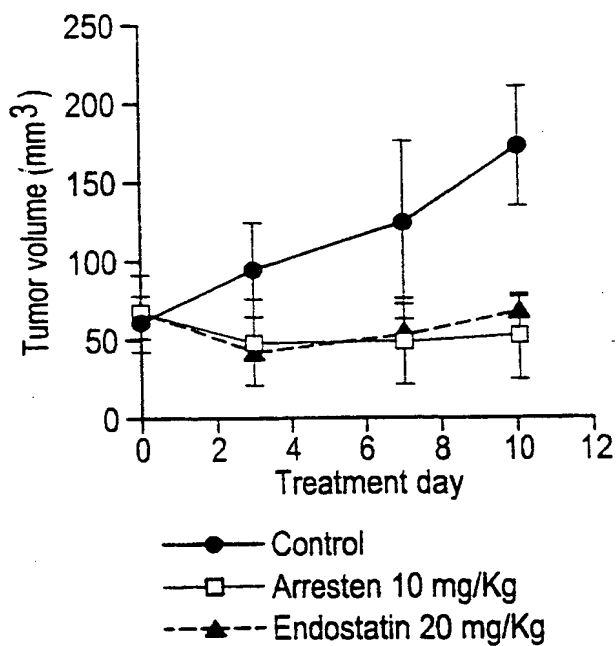 250
200
150
100
50
0
Tumor volume (mm3)
0 2 4 6 8 10 12
Treatment day
Control
Arresten 10 mg/Kg
Endostatin 20 mg/Kg